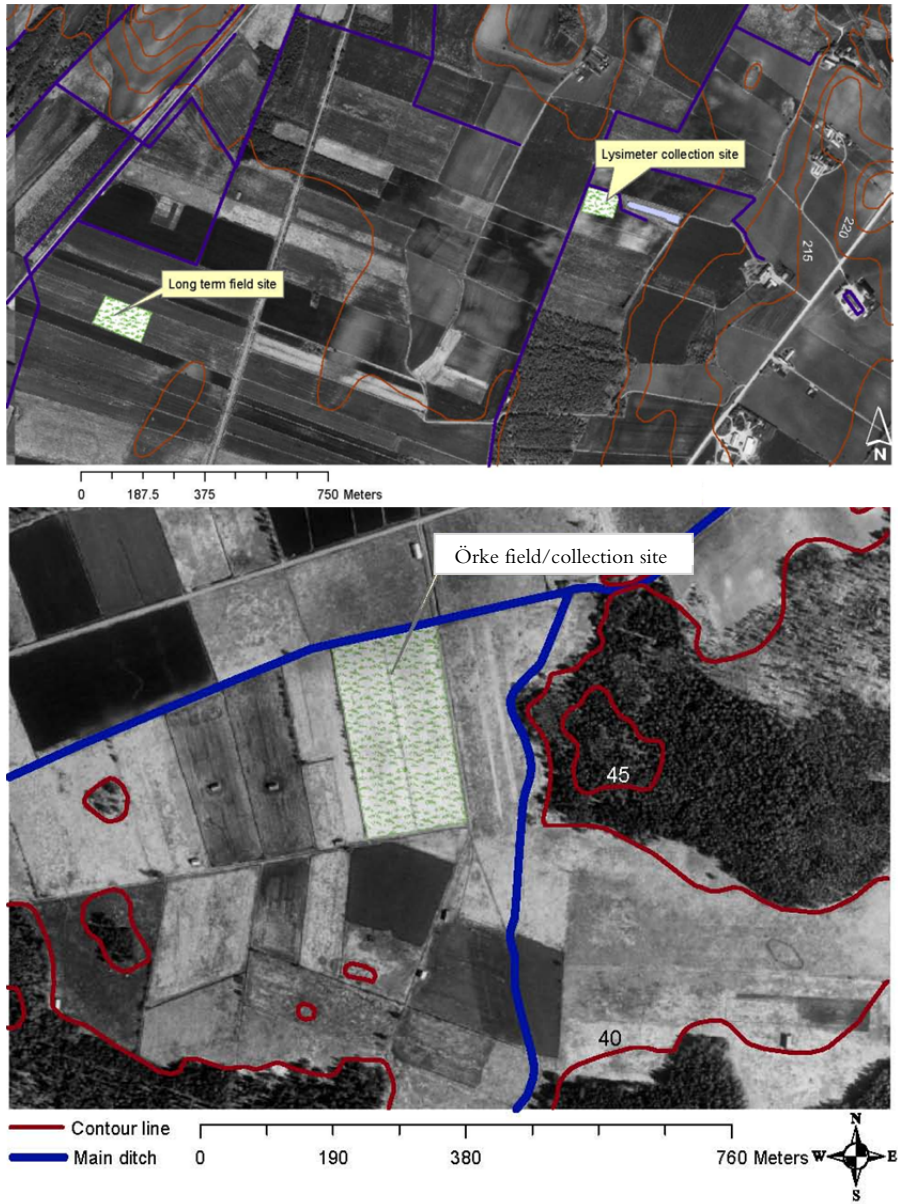 Lysimeter collection site
Long term field site
215
220
N
0 187.5 375 750 Meters
Örke field/collection site
45
40
Contour line
Main ditch
0 190 380 760 Meters
N
W E
S